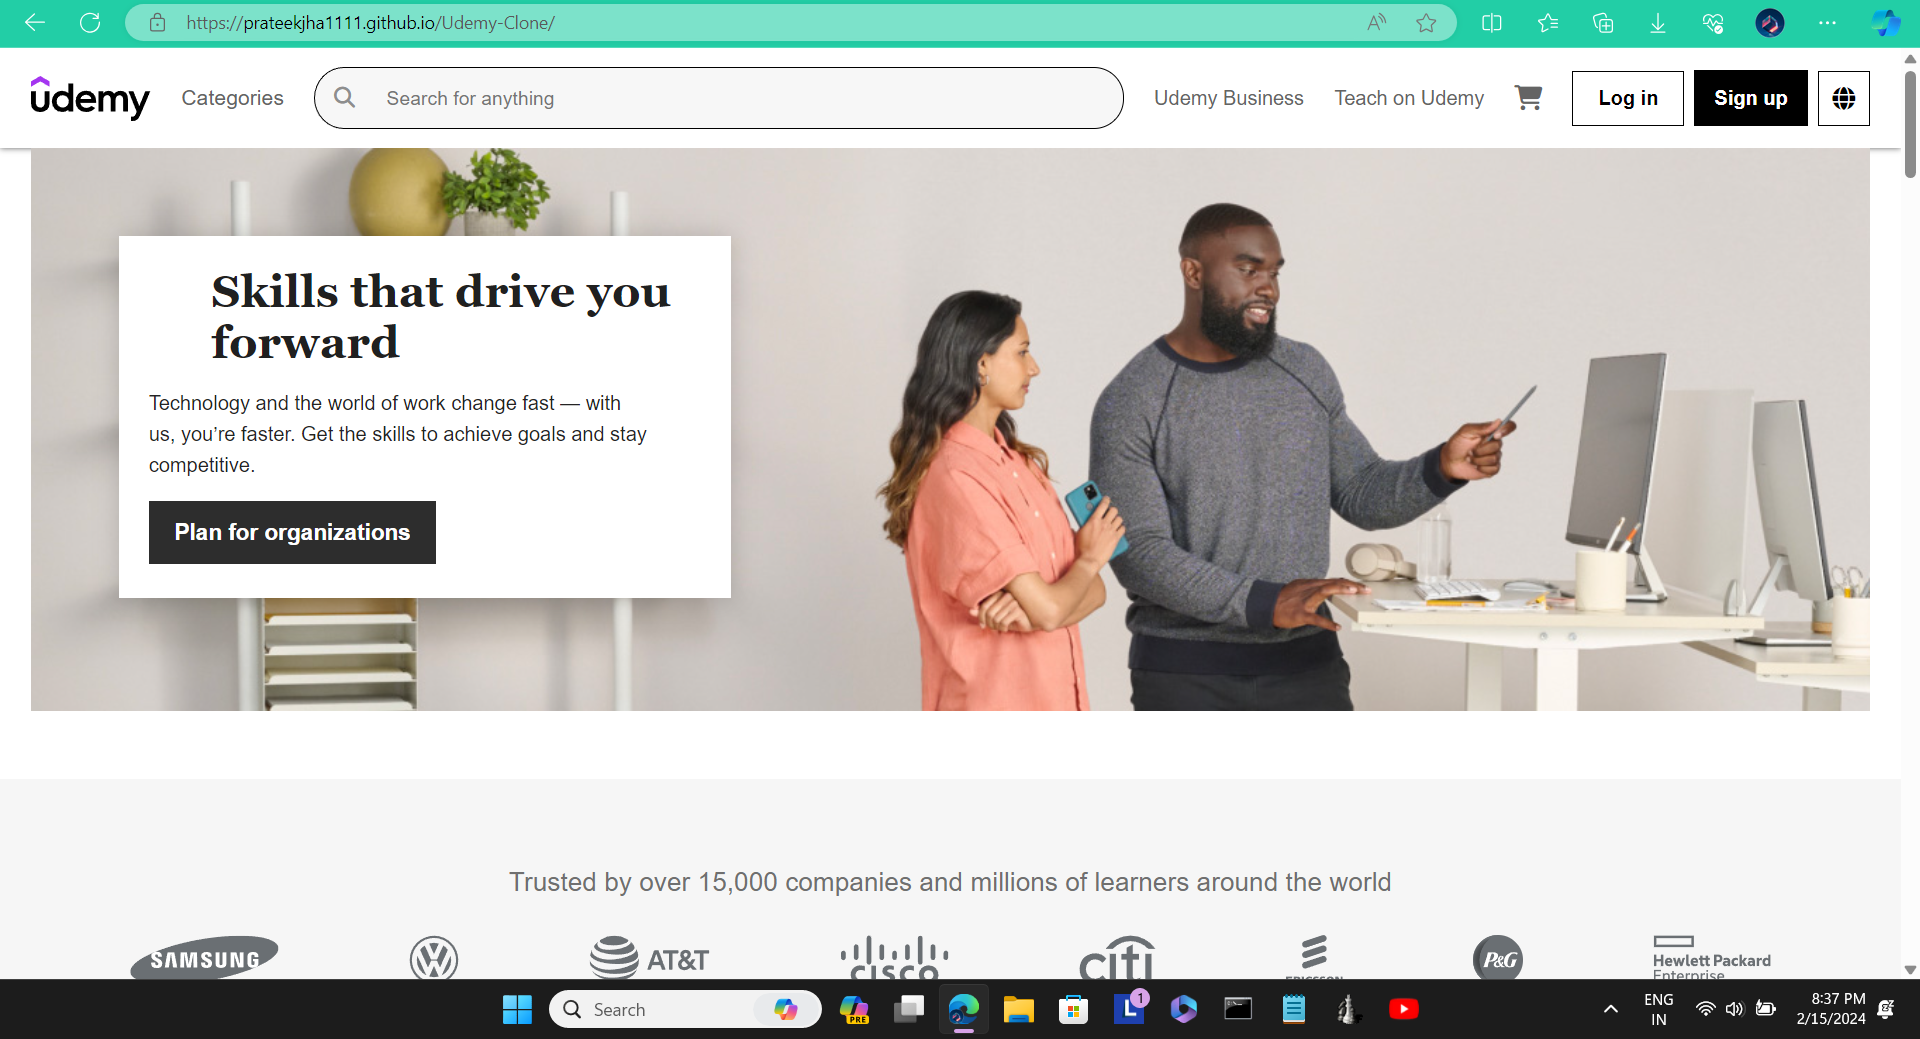 https://prateekjha1111.github.io/Udemy-Clone/
udemy
Categories
Search for anything
Udemy Business
Teach on Udemy
Log in
Sign up
Skills that drive you
forward
Technology and the world of work change fast — with
us, you’re faster. Get the skills to achieve goals and stay
competitive.
Plan for organizations
Trusted by over 15,000 companies and millions of learners around the world
SAMSUNG
AT&T
CISCO
citi
ERICSSON
P&G
Hewlett Packard
Enterprise
Search
PRE
L
1
ENG
IN
8:37 PM
2/15/2024